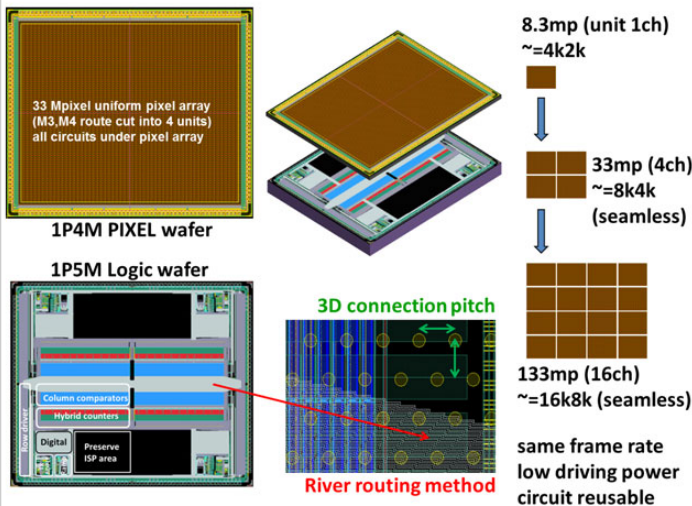 33 Mpixel uniform pixel array
(M3,M4 route cut into 4 units)
all circuits under pixel array
1P4M PIXEL wafer
1P5M Logic wafer
Row driver
Column comparators
Hybrid counters
Digital
Preserve
ISP area
3D connection pitch
River routing method
8.3mp (unit 1ch)
~=4k2k
33mp (4ch)
~=8k4k
(seamless)
133mp (16ch)
~=16k8k (seamless)
same frame rate
low driving power
circuit reusable